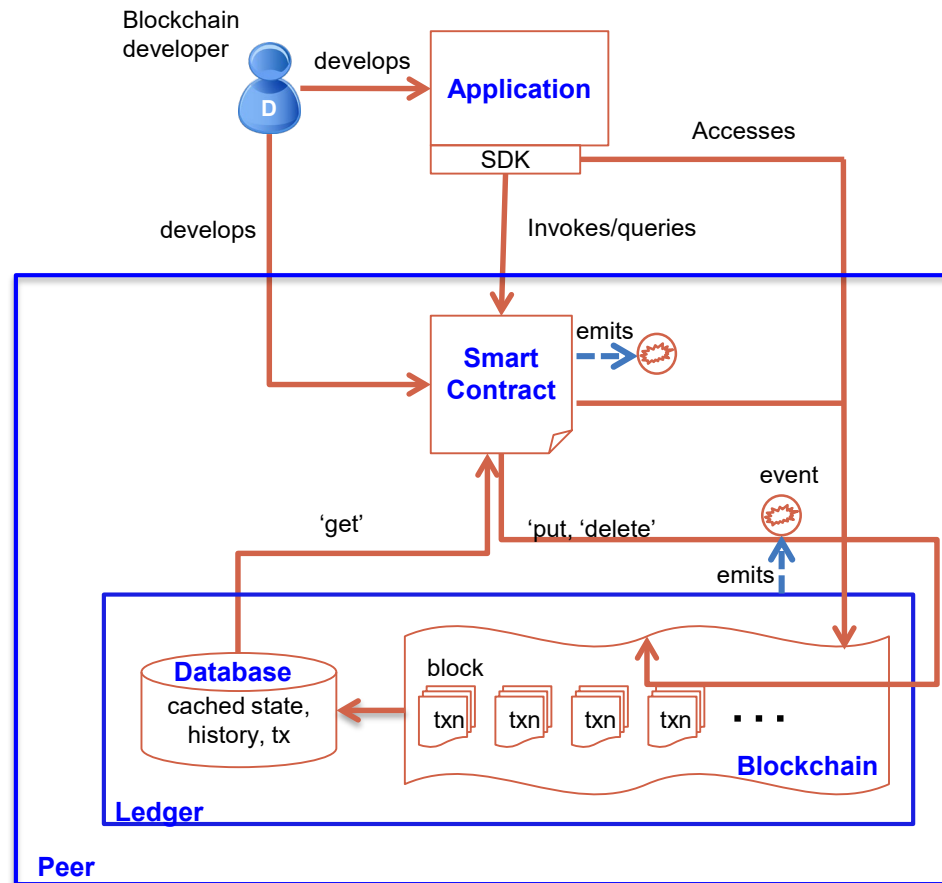 Blockchain
developer
D
develops
Application
SDK
Accesses
develops
Invokes/queries
Smart
Contract
emits
event
‘get’
‘put, ‘delete’
emits
Database
cached state,
history, tx
block
txn
txn
txn
txn
. . .
Blockchain
Ledger
Peer